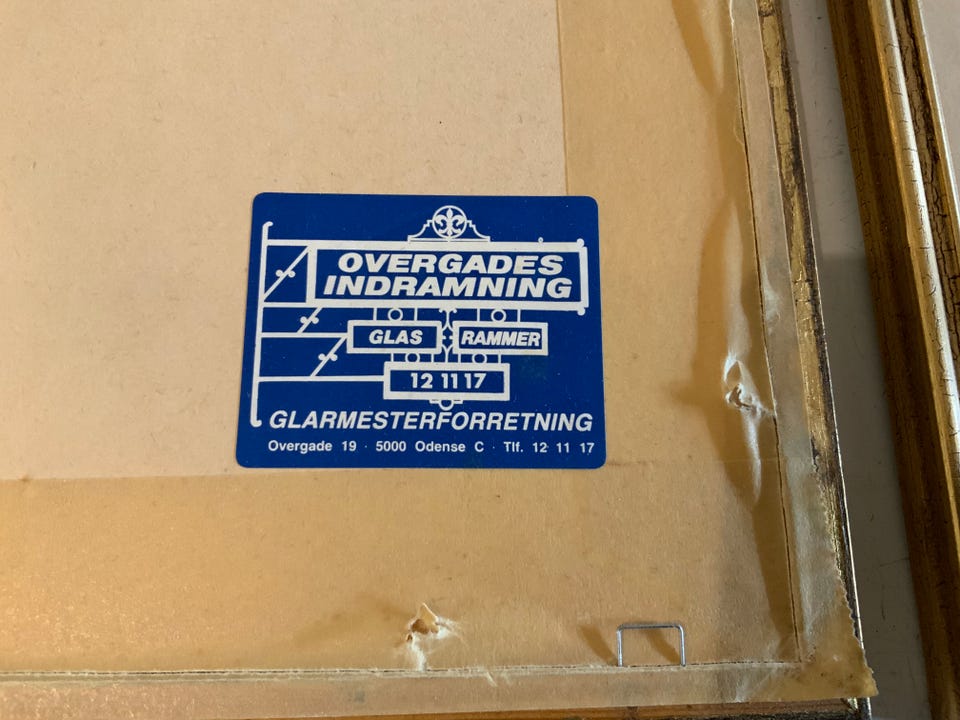 OVERGADES
INDRAMNING
GLAS RAMMER
12 11 17
GLARMESTERFORRETNING
Overgade 19 · 5000 Odense C · Tlf. 12 11 17